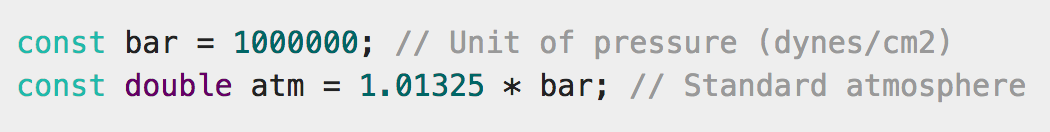 const bar = 1000000; // Unit of pressure (dynes/cm2)
const double atm = 1.01325 * bar; // Standard atmosphere